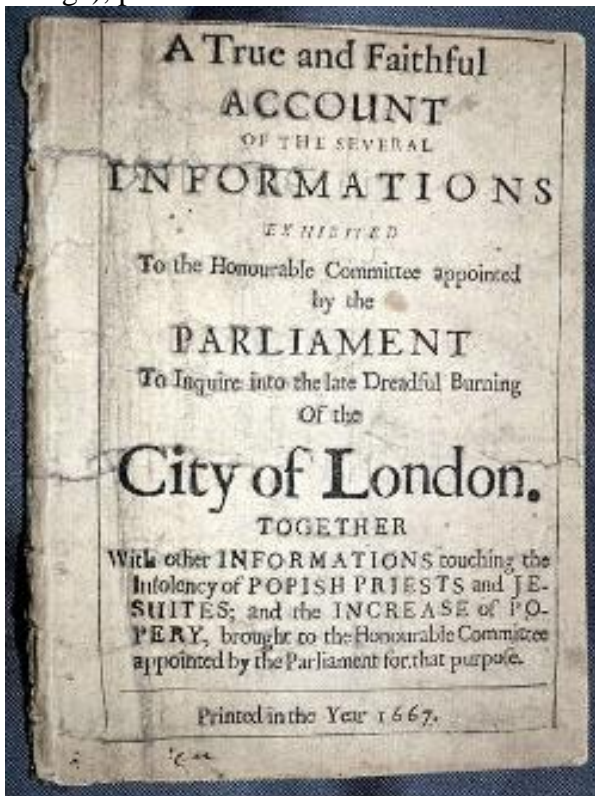 A True and Faithful
ACCOUNT
OF THE SEVERAL
INFORMATIONS
EXHIBITED
To the Honourable Committee appointed
by the
PARLIAMENT
To Inquire into the late Dreadful Burning
Of the
City of London.
TOGETHER
With other INFORMATIONS touching the
Insolency of POPISH PRIESTS and JE-
SUITES; and the INCREASE of PO-
PERY, brought to the Honourable Committee
appointed by the Parliament for that purpose.
Printed in the Year 1667.